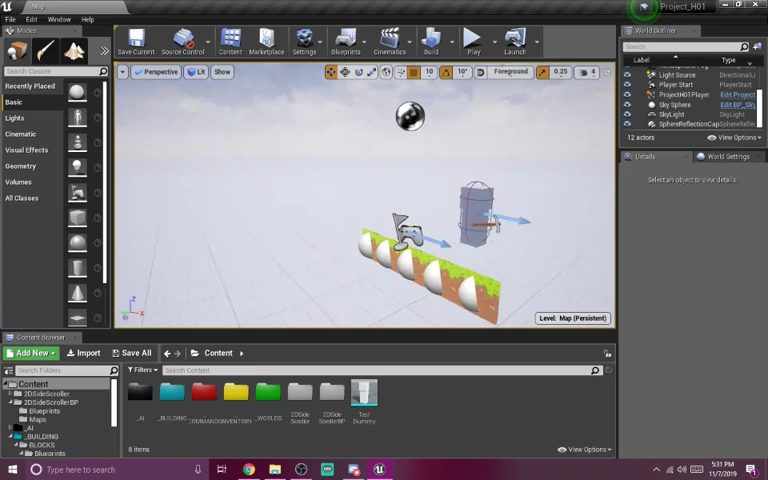 Map
Project_H01
File Edit Window Help
Modes
World Outliner
Save Current Source Control Content Marketplace Settings Blueprints Cinematics Build Play Launch
Search...
Label Type
Search Classes
Perspective Lit Show 10 10° Foreground 0.25 4
Recently Placed
Basic
Lights
Cinematic
Visual Effects
Geometry
Volumes
All Classes
Light Source DirectionalLi
Player Start PlayerStart
ProjectH01Player Edit Project
Sky Sphere Edit BP_Sky
SkyLight SkyLight
SphereReflectionCap SphereReflec
12 actors View Options
Details World Settings
Select an object to view details.
Z
X
Level: Map (Persistent)
Content Browser
Add New Import Save All Content
Search Folders
Filters Search Content
Content
2DSideScroller
2DSideScrollerBP
Blueprints
Maps
_AI
_BUILDING
BLOCKS
Blueprints
_AI _BUILDING _WORLDS 2DSide Scroller 2DSide ScrollerBP Test Dummy
8 items View Options
Type here to search
5:31 PM
11/7/2019